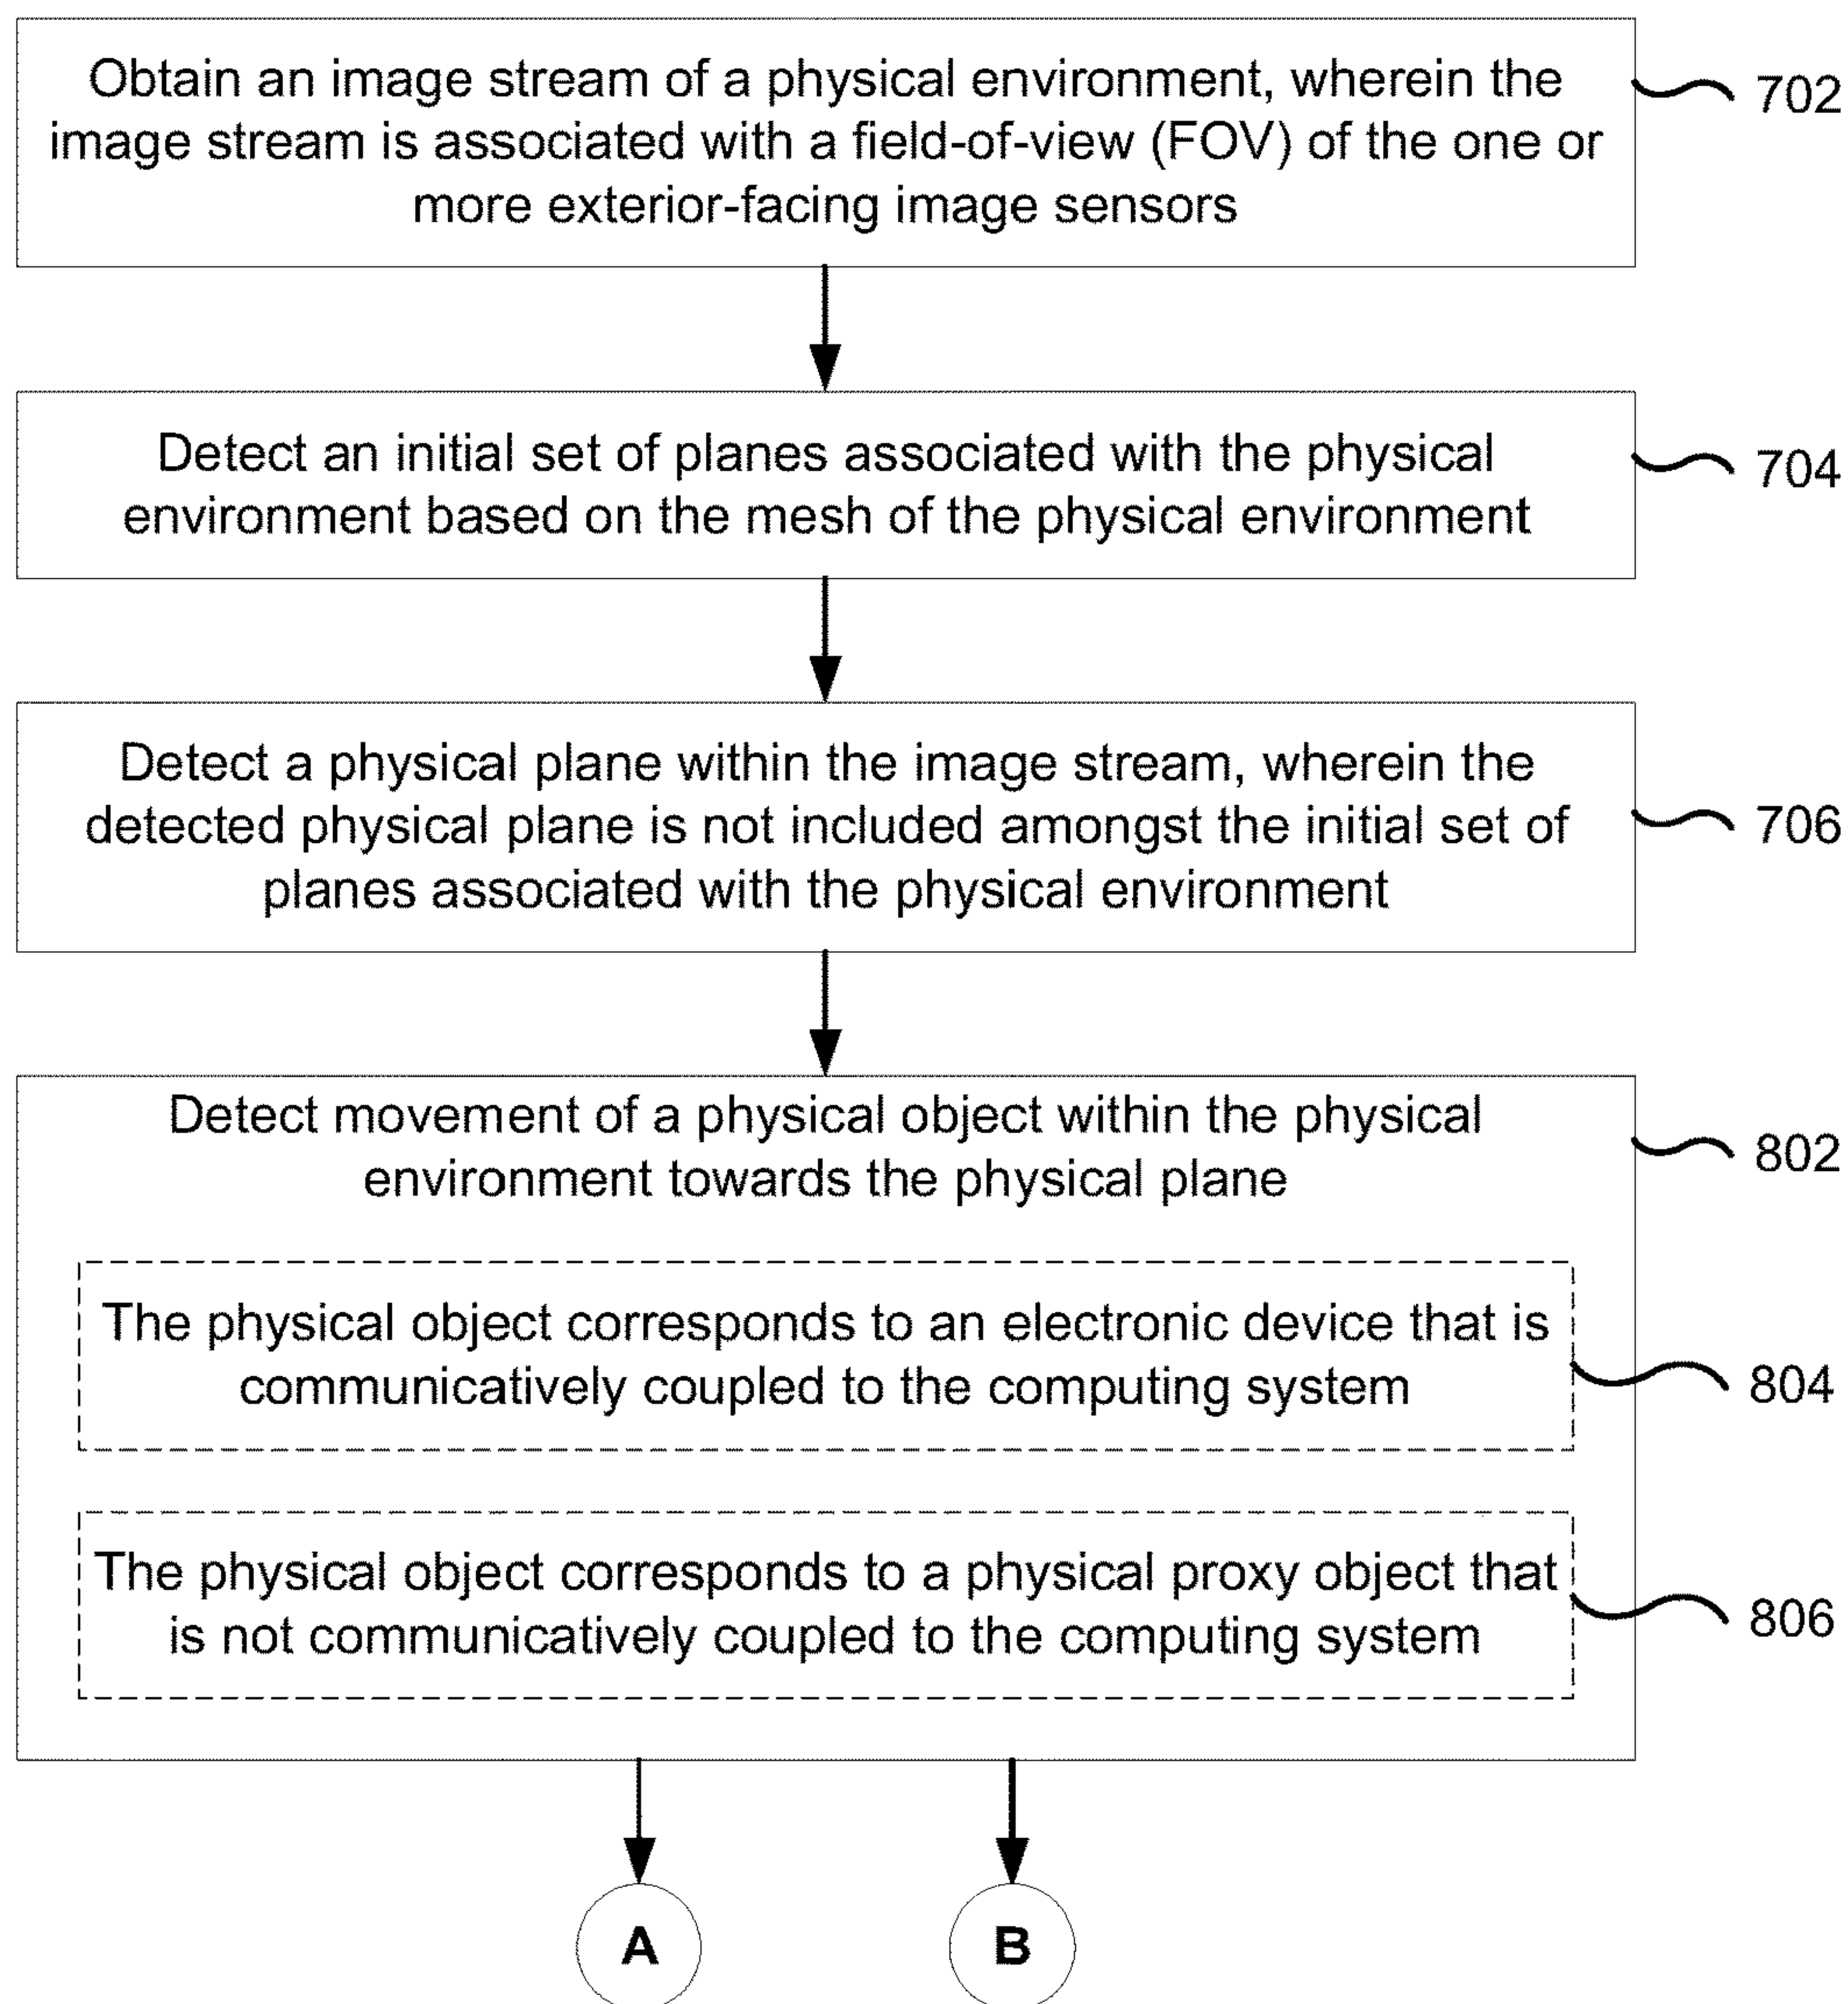 Obtain an image stream of a physical environment, wherein the
image stream is associated with a field-of-view (FOV) of the one or
more exterior-facing image sensors
702
Detect an initial set of planes associated with the physical
environment based on the mesh of the physical environment
704
Detect a physical plane within the image stream, wherein the
detected physical plane is not included amongst the initial set of
planes associated with the physical environment
706
Detect movement of a physical object within the physical
environment towards the physical plane
802
The physical object corresponds to an electronic device that is
communicatively coupled to the computing system
804
The physical object corresponds to a physical proxy object that
is not communicatively coupled to the computing system
806
A
B